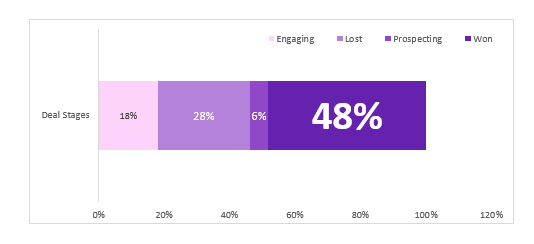 Engaging Lost Prospecting Won
Deal Stages 18% 28% 6% 48%
0% 20% 40% 60% 80% 100% 120%